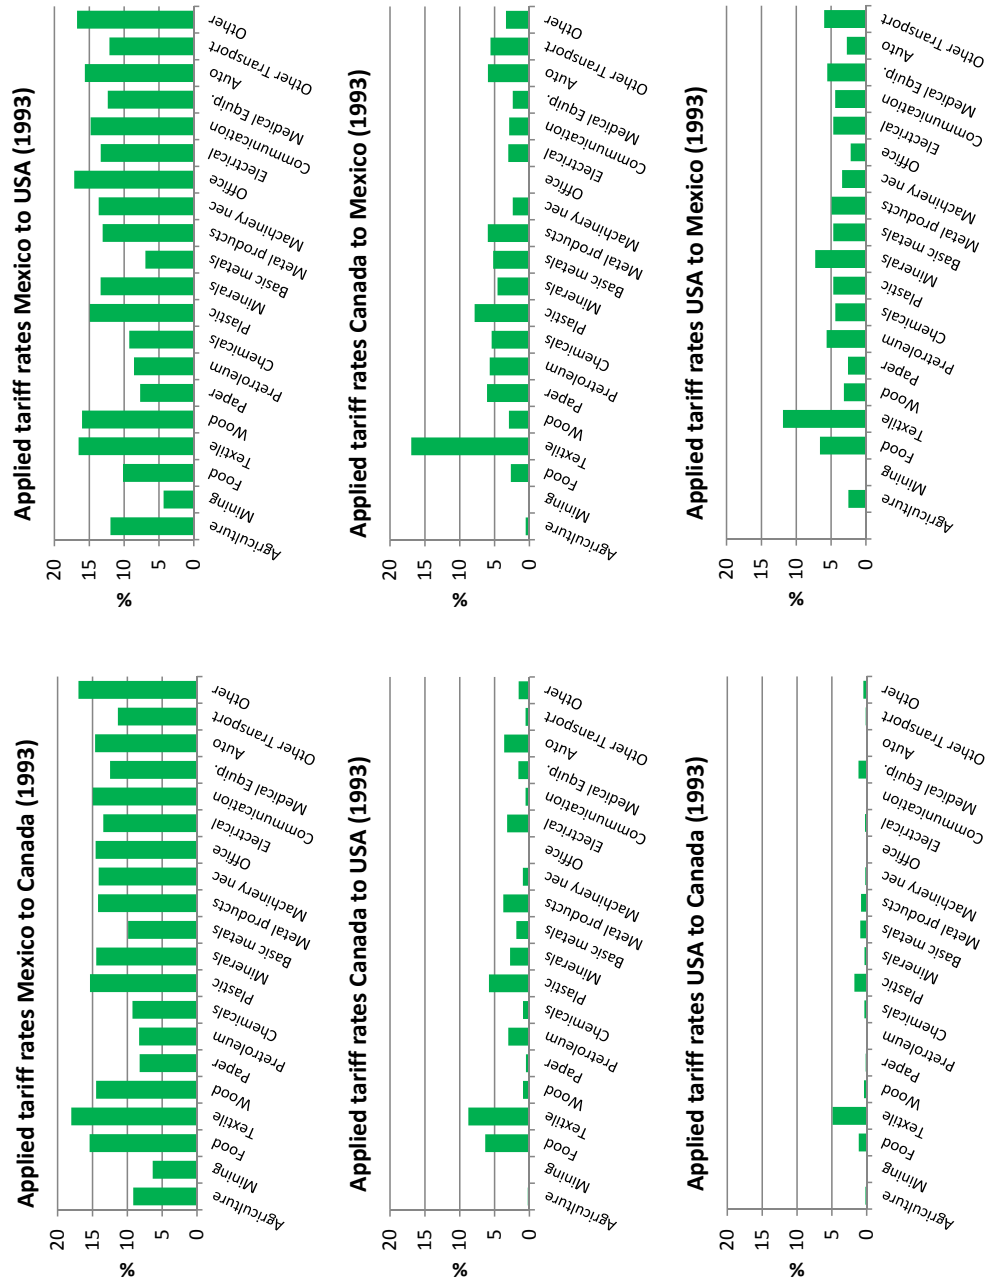 Applied tariff rates Mexico to Canada (1993)
20
15
10
5
0
%
Agriculture
Mining
Food
Textile
Wood
Paper
Pretroleum
Chemicals
Plastic
Minerals
Basic metals
Metal products
Machinery nec
Office
Electrical
Communication
Medical Equip.
Auto
Other Transport
Other
Applied tariff rates Mexico to USA (1993)
20
15
10
5
0
%
Agriculture
Mining
Food
Textile
Wood
Paper
Pretroleum
Chemicals
Plastic
Minerals
Basic metals
Metal products
Machinery nec
Office
Electrical
Communication
Medical Equip.
Auto
Other Transport
Other
Applied tariff rates Canada to USA (1993)
20
15
10
5
0
%
Agriculture
Mining
Food
Textile
Wood
Paper
Pretroleum
Chemicals
Plastic
Minerals
Basic metals
Metal products
Machinery nec
Office
Electrical
Communication
Medical Equip.
Auto
Other Transport
Other
Applied tariff rates Canada to Mexico (1993)
20
15
10
5
0
%
Agriculture
Mining
Food
Textile
Wood
Paper
Pretroleum
Chemicals
Plastic
Minerals
Basic metals
Metal products
Machinery nec
Office
Electrical
Communication
Medical Equip.
Auto
Other Transport
Other
Applied tariff rates USA to Canada (1993)
20
15
10
5
0
%
Agriculture
Mining
Food
Textile
Wood
Paper
Pretroleum
Chemicals
Plastic
Minerals
Basic metals
Metal products
Machinery nec
Office
Electrical
Communication
Medical Equip.
Auto
Other Transport
Other
Applied tariff rates USA to Mexico (1993)
20
15
10
5
0
%
Agriculture
Mining
Food
Textile
Wood
Paper
Pretroleum
Chemicals
Plastic
Minerals
Basic metals
Metal products
Machinery nec
Office
Electrical
Communication
Medical Equip.
Auto
Other Transport